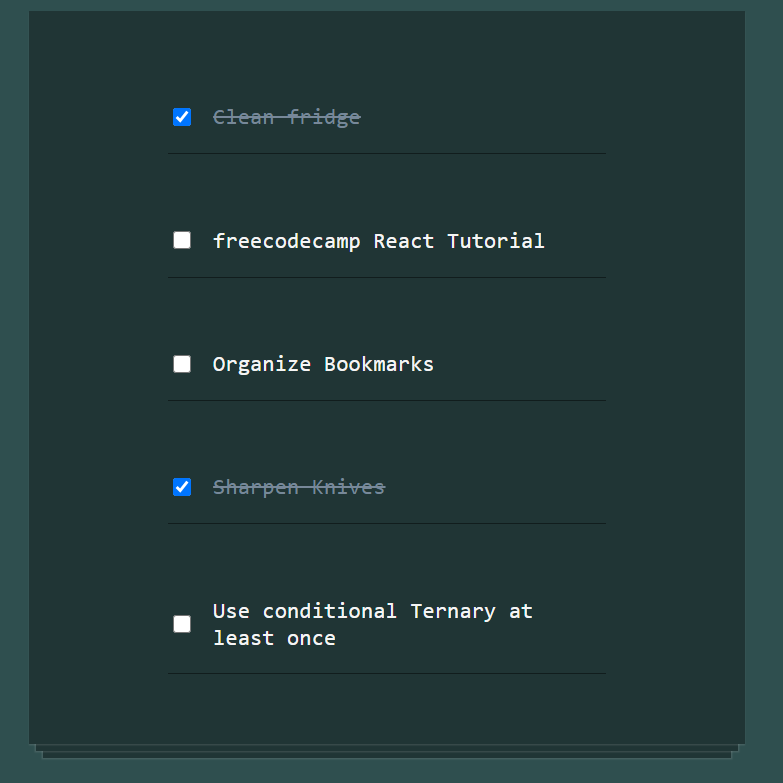 Clean fridge
freecodecamp React Tutorial
Organize Bookmarks
Sharpen Knives
Use conditional Ternary at
least once